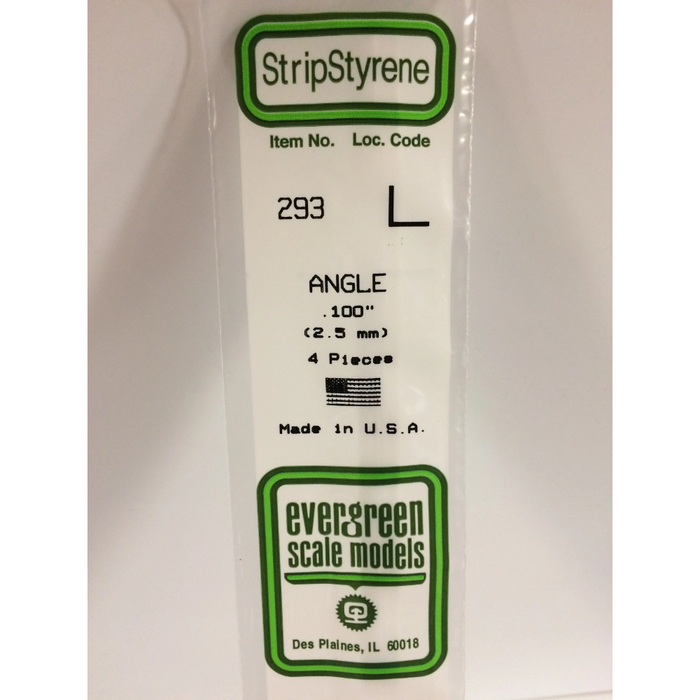 StripStyrene
Item No. Loc. Code
293 L
ANGLE
.100"
(2.5 mm)
4 Pieces
Made in U.S.A.
evergreen
scale models
Des Plaines, IL 60018